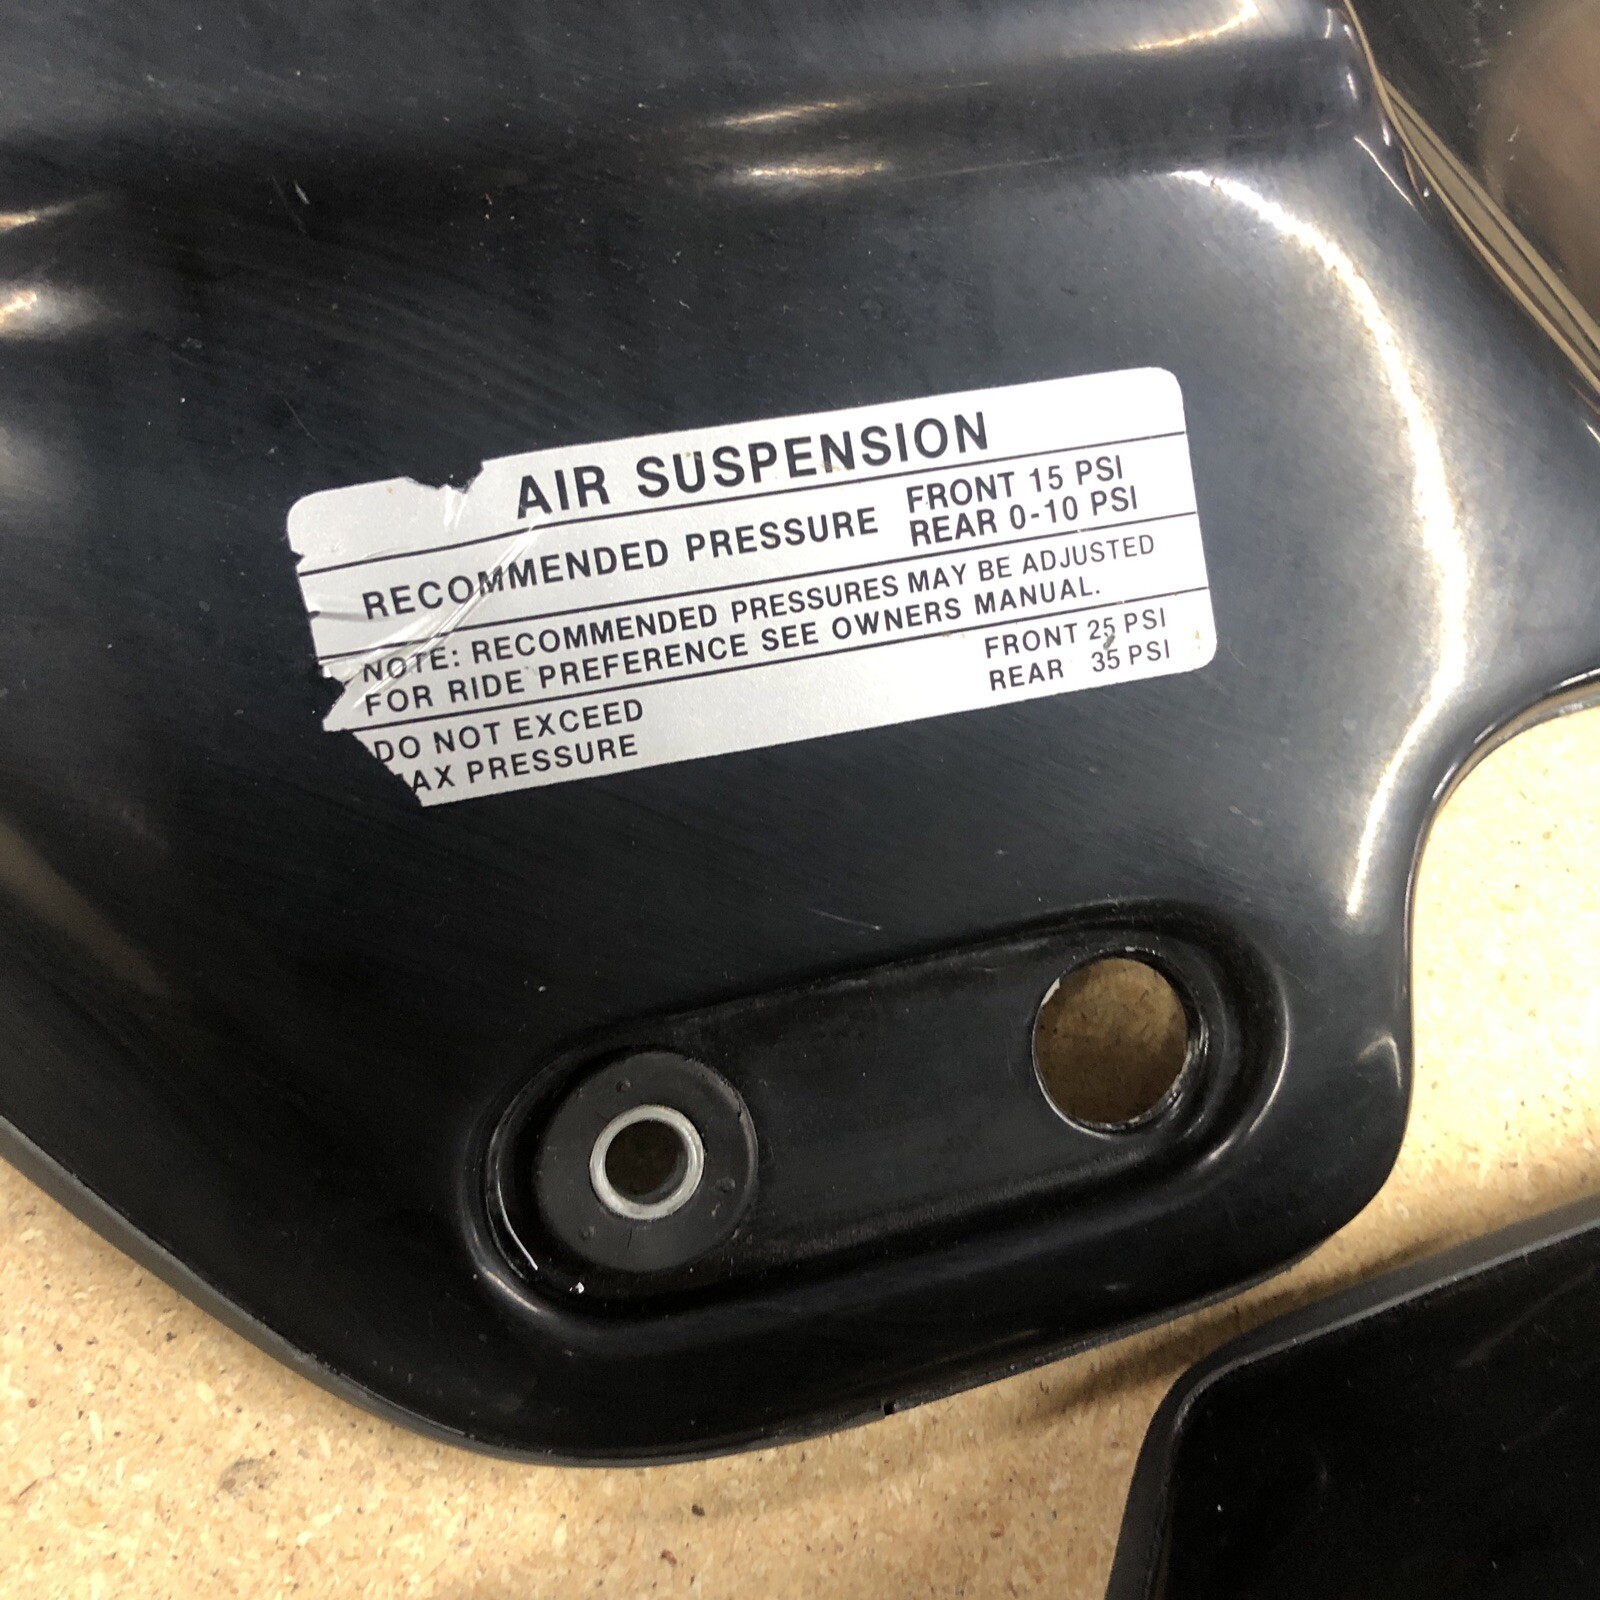 AIR SUSPENSION
RECOMMENDED PRESSURE FRONT 15 PSI
REAR 0-10 PSI
NOTE: RECOMMENDED PRESSURES MAY BE ADJUSTED
FOR RIDE PREFERENCE SEE OWNERS MANUAL.
DO NOT EXCEED FRONT 25 PSI
AX PRESSURE REAR 35 PSI